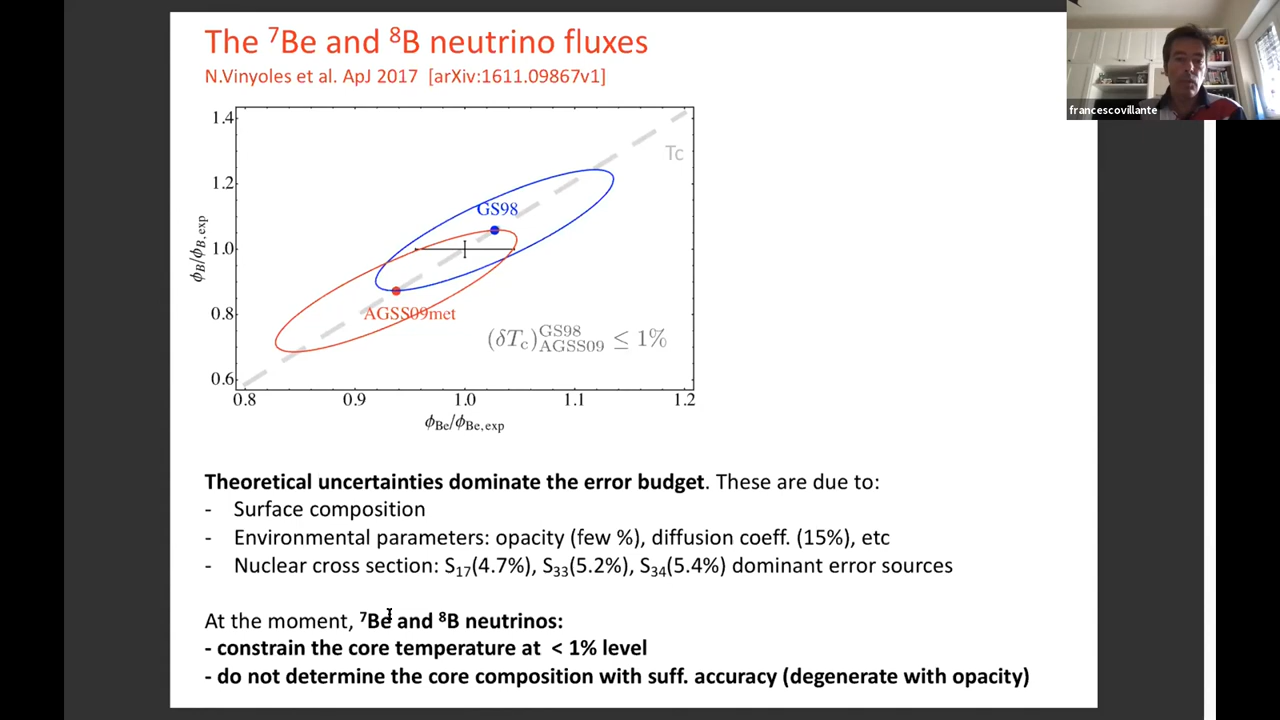 The ⁷Be and ⁸B neutrino fluxes
N.Vinyoles et al. ApJ 2017 [arXiv:1611.09867v1]
francescovillante
1.4
1.2
1.0
0.8
0.6
ϕB/ϕB,exp
Tc
GS98
AGSS09met
(δTc)GS98 AGSS09 ≤ 1%
0.8 0.9 1.0 1.1 1.2
ϕBe/ϕBe,exp
Theoretical uncertainties dominate the error budget. These are due to:
- Surface composition
- Environmental parameters: opacity (few %), diffusion coeff. (15%), etc
- Nuclear cross section: S₁₇(4.7%), S₃₃(5.2%), S₃₄(5.4%) dominant error sources
At the moment, ⁷Be and ⁸B neutrinos:
- constrain the core temperature at < 1% level
- do not determine the core composition with suff. accuracy (degenerate with opacity)